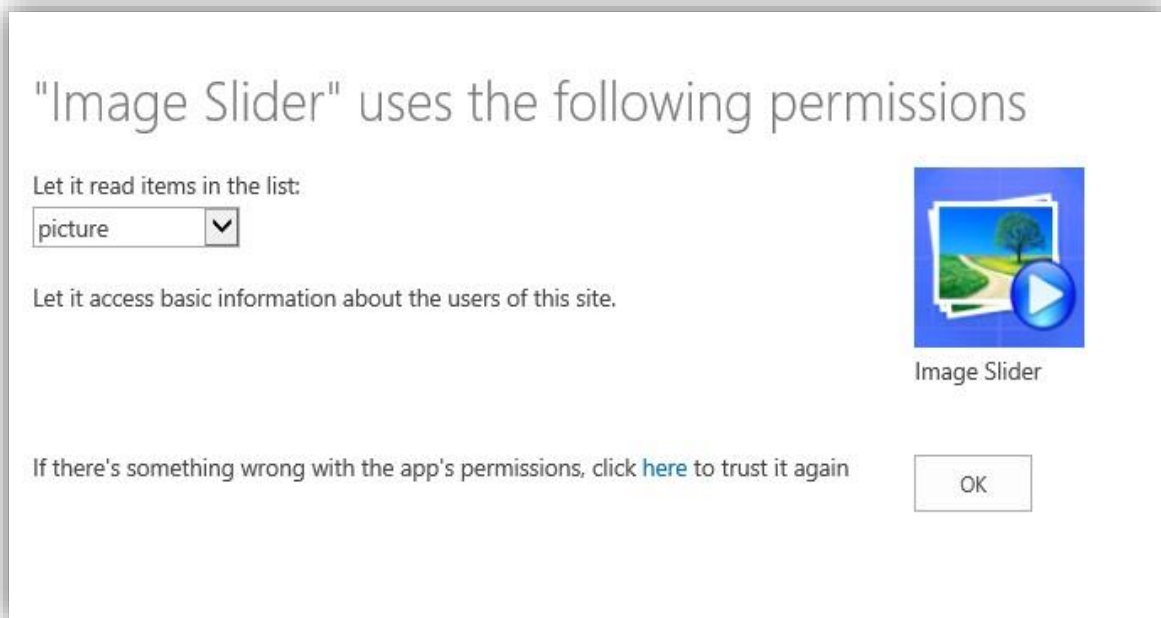 "Image Slider" uses the following permissions
Let it read items in the list:
picture
Let it access basic information about the users of this site.
Image Slider
If there's something wrong with the app's permissions, click here to trust it again
OK